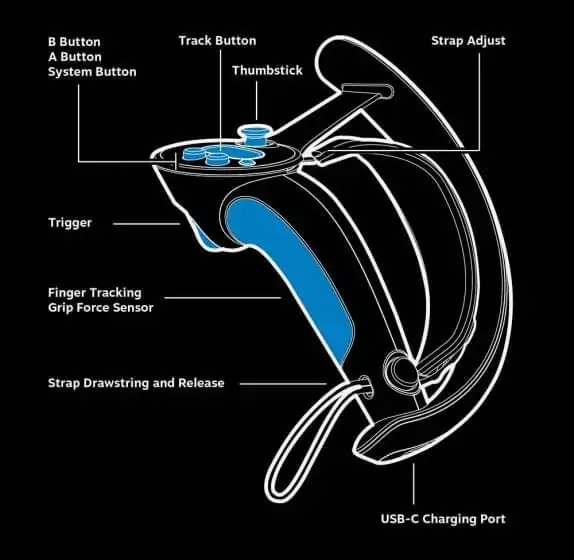 B Button
A Button
System Button
Track Button
Thumbstick
Strap Adjust
Trigger
Finger Tracking
Grip Force Sensor
Strap Drawstring and Release
USB-C Charging Port